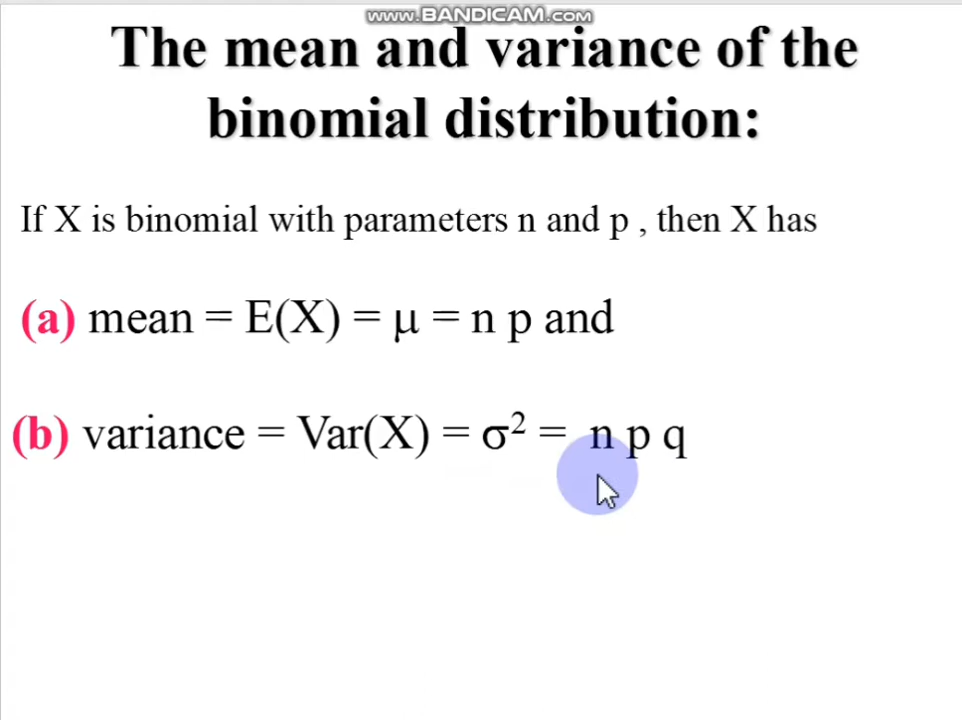 www.BANDICAM.com
The mean and variance of the
binomial distribution:
If X is binomial with parameters n and p , then X has
(a) mean = E(X) = μ = n p and
(b) variance = Var(X) = σ² = n p q